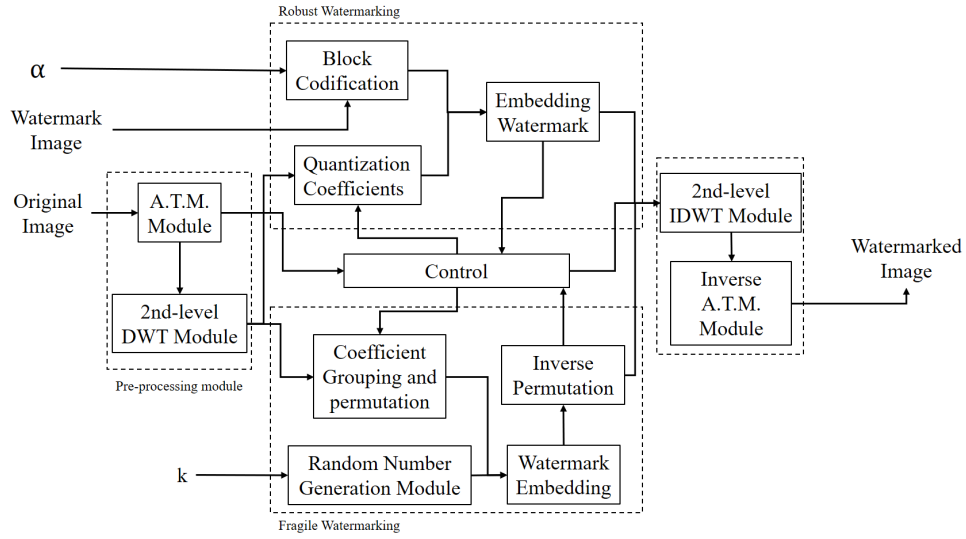 Robust Watermarking
α
Block
Codification
Watermark
Image
Embedding
Watermark
Quantization
Coefficients
Original
Image
A.T.M.
Module
2nd-level
IDWT Module
Control
Watermarked
Image
Inverse
A.T.M.
Module
2nd-level
DWT Module
Coefficient
Grouping and
permutation
Inverse
Permutation
Pre-processing module
k
Random Number
Generation Module
Watermark
Embedding
Fragile Watermarking